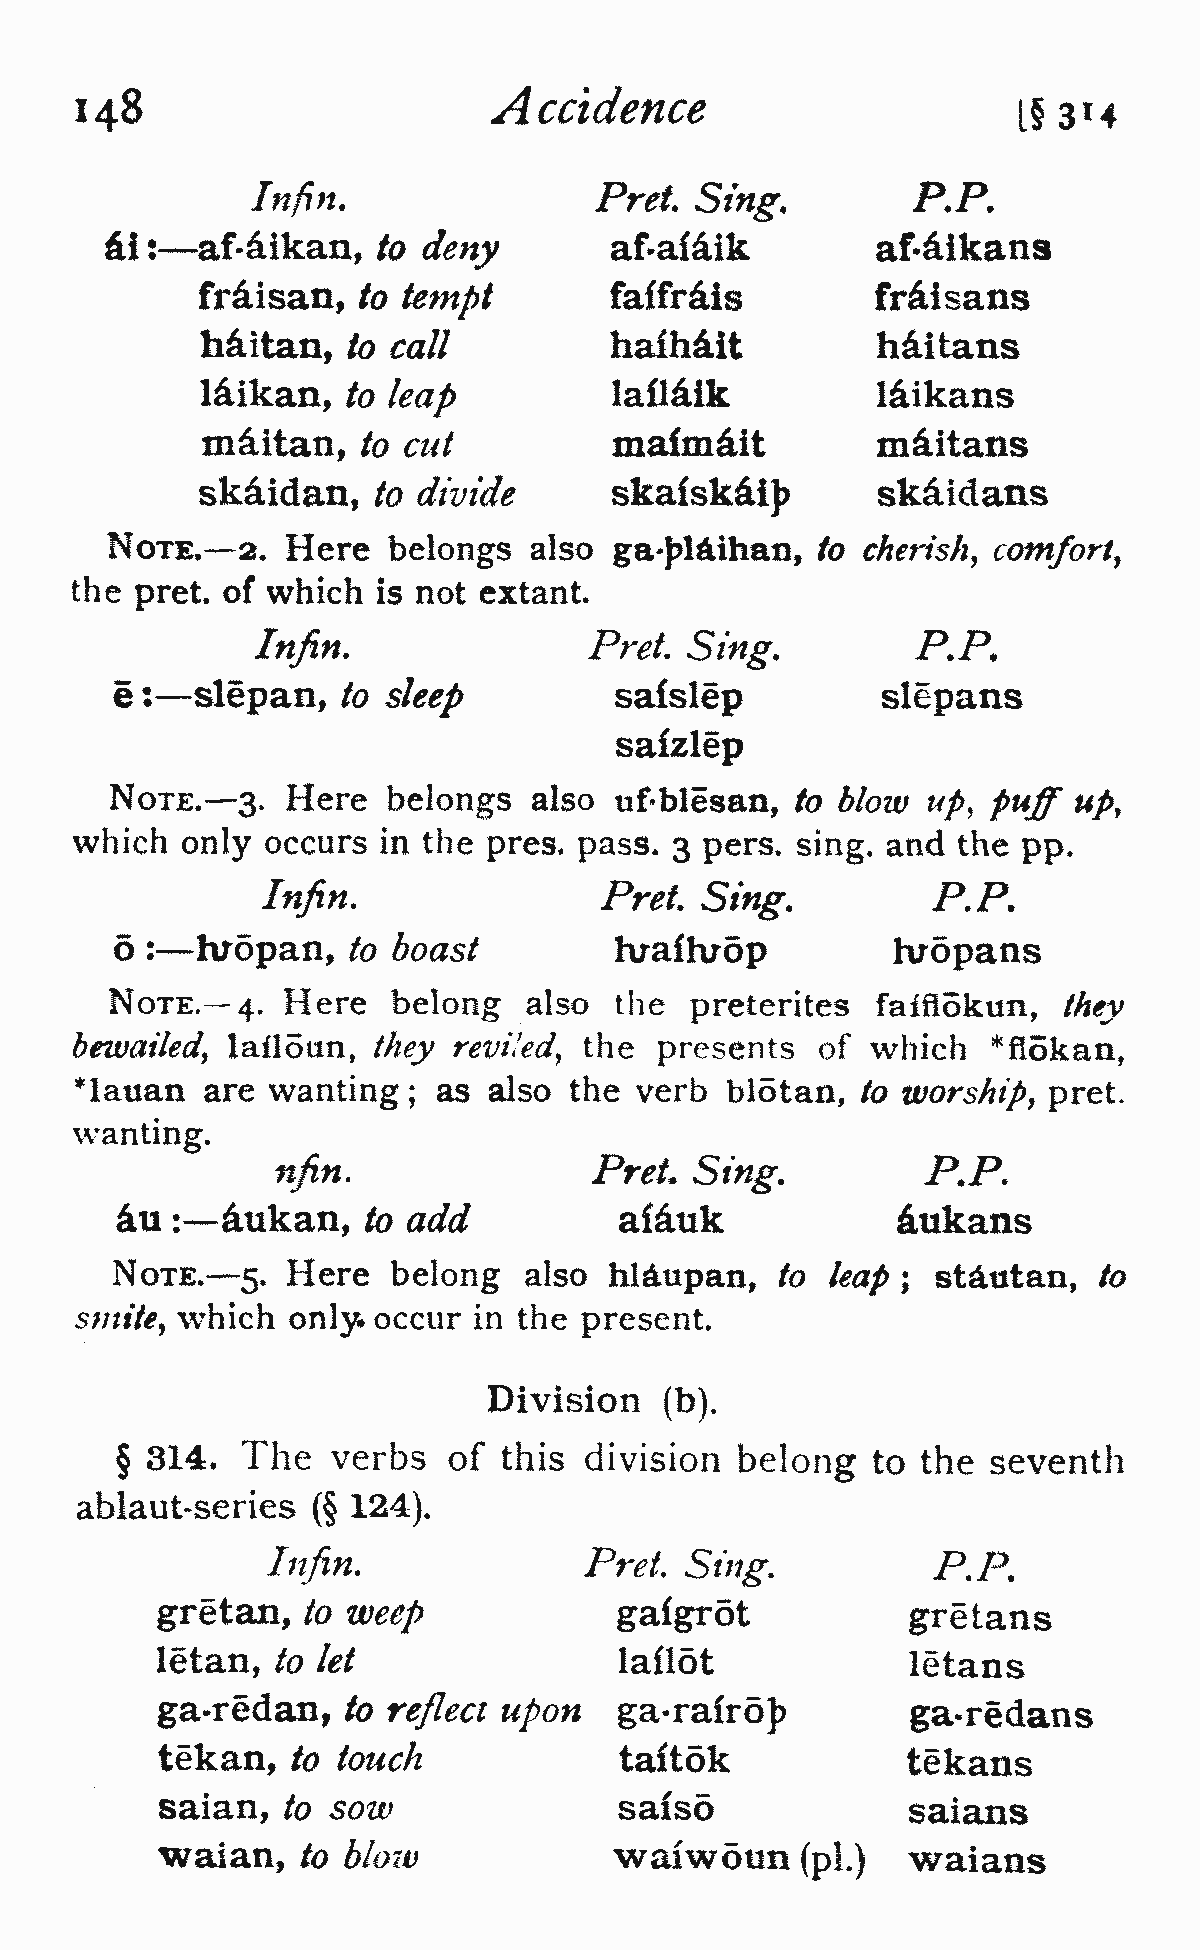 148 Accidence [§ 314
Infin. Pret. Sing. P.P.
ái :—af·áikan, to deny af·aíáik af·áikans
fráisan, to tempt faífráis fráisans
háitan, to call haíháit háitans
láikan, to leap laíláik láikans
máitan, to cut maímáit máitans
skáidan, to divide skaískáiþ skáidans
NOTE.—2. Here belongs also ga·þláihan, to cherish, comfort,
the pret. of which is not extant.
Infin. Pret. Sing. P.P.
ē :—slēpan, to sleep saíslēp slēpans
saízlēp
NOTE.—3. Here belongs also uf·blēsan, to blow up, puff up,
which only occurs in the pres. pass. 3 pers. sing. and the pp.
Infin. Pret. Sing. P.P.
ō :—ƕōpan, to boast ƕaíƕōp ƕōpans
NOTE.—4. Here belong also the preterites faíflōkun, they
bewailed, laílōun, they reviled, the presents of which *flōkan,
*lauan are wanting ; as also the verb blōtan, to worship, pret.
wanting.
nfin. Pret. Sing. P.P.
áu :—áukan, to add aíáuk áukans
NOTE.—5. Here belong also hláupan, to leap ; stáutan, to
smite, which only occur in the present.
Division (b).
§ 314. The verbs of this division belong to the seventh
ablaut-series (§ 124).
Infin. Pret. Sing. P.P.
grētan, to weep gaígrōt grētans
lētan, to let laílōt lētans
ga·rēdan, to reflect upon ga·raírōþ ga·rēdans
tēkan, to touch taítōk tēkans
saian, to sow saísō saians
waian, to blow waíwōun (pl.) waians